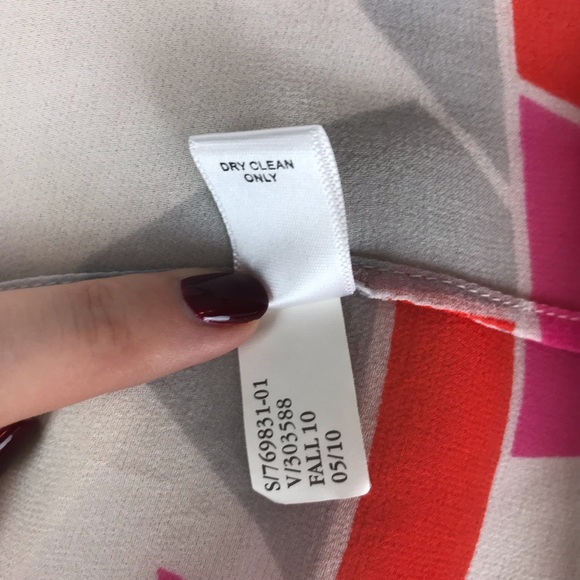 DRY CLEAN
ONLY
S/769831-01
V/303588
FALL 10
05/10